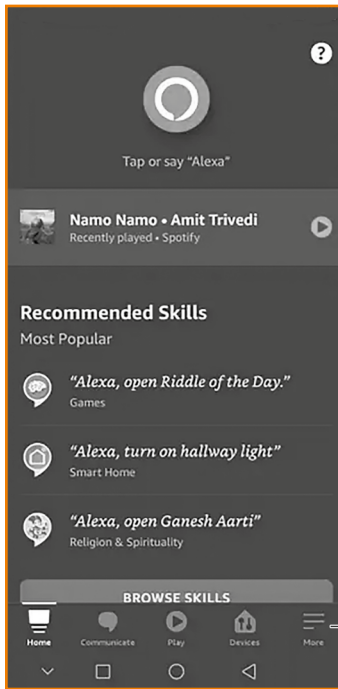 ?
Tap or say “Alexa”
Namo Namo • Amit Trivedi
Recently played • Spotify
Recommended Skills
Most Popular
“Alexa, open Riddle of the Day.”
Games
“Alexa, turn on hallway light”
Smart Home
“Alexa, open Ganesh Aarti”
Religion & Spirituality
BROWSE SKILLS
Home Communicate Play Devices More